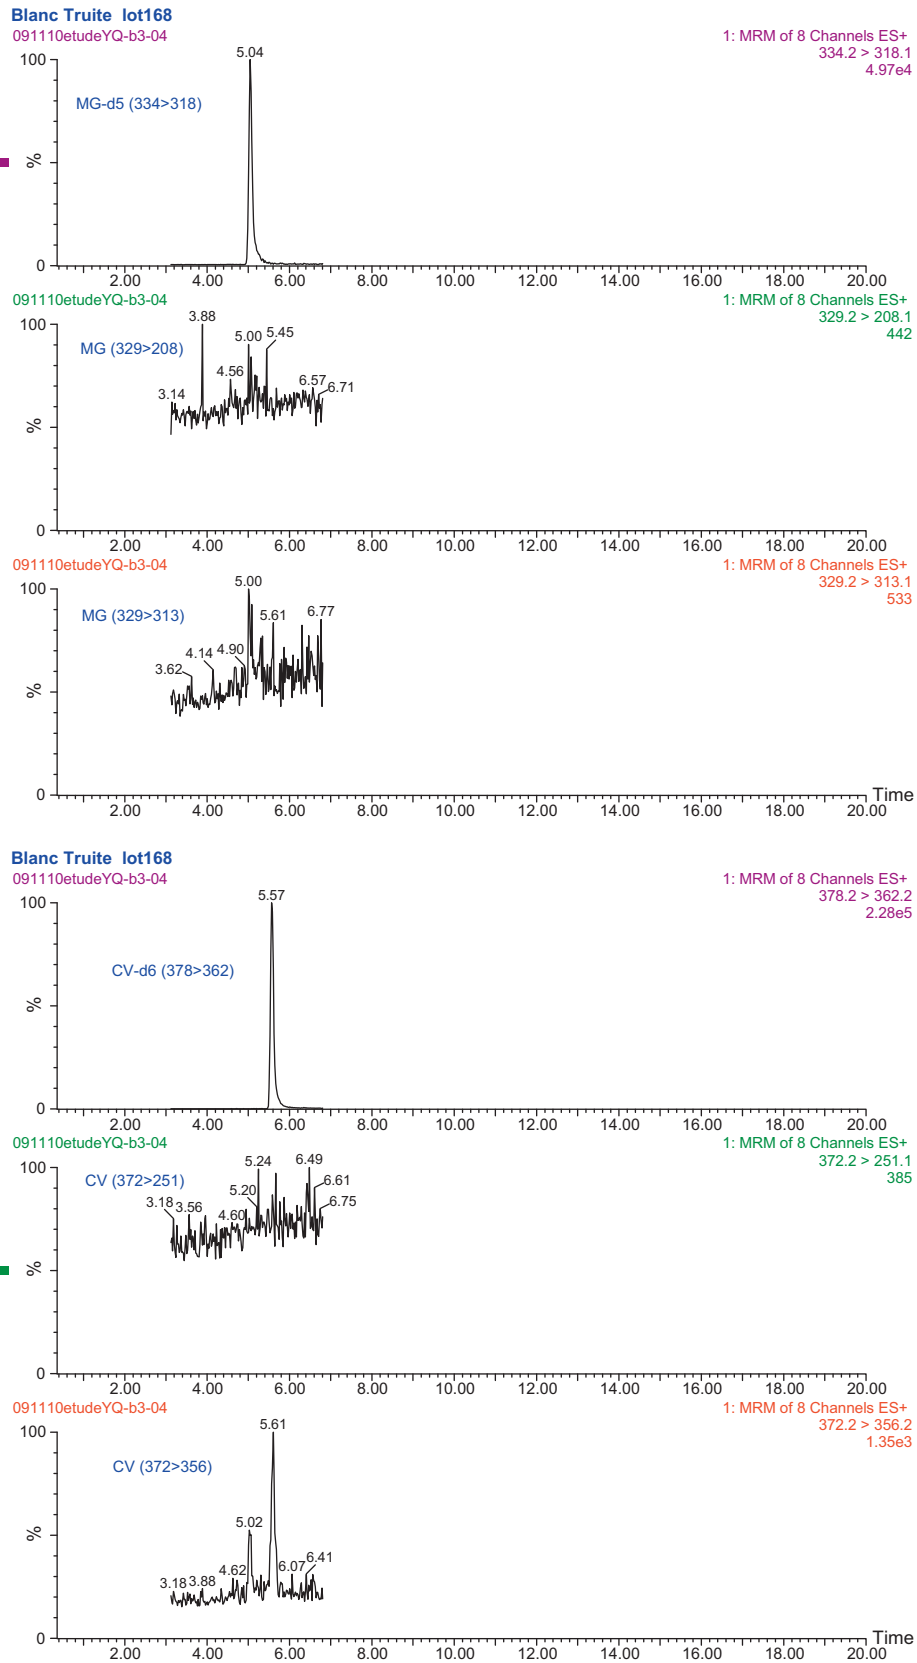 Blanc Truite lot168
091110etudeYQ-b3-04
1: MRM of 8 Channels ES+
334.2 > 318.1
4.97e4
5.04
100
MG-d5 (334>318)
%
0
2.00 4.00 6.00 8.00 10.00 12.00 14.00 16.00 18.00 20.00
091110etudeYQ-b3-04
1: MRM of 8 Channels ES+
329.2 > 208.1
442
100
3.88
MG (329>208)
5.00
5.45
4.56
6.57
6.71
3.14
%
0
2.00 4.00 6.00 8.00 10.00 12.00 14.00 16.00 18.00 20.00
091110etudeYQ-b3-04
1: MRM of 8 Channels ES+
329.2 > 313.1
533
100
5.00
MG (329>313)
5.61
6.77
4.14
4.90
3.62
%
0
Time
2.00 4.00 6.00 8.00 10.00 12.00 14.00 16.00 18.00 20.00
Blanc Truite lot168
091110etudeYQ-b3-04
1: MRM of 8 Channels ES+
378.2 > 362.2
2.28e5
5.57
100
CV-d6 (378>362)
%
0
2.00 4.00 6.00 8.00 10.00 12.00 14.00 16.00 18.00 20.00
091110etudeYQ-b3-04
1: MRM of 8 Channels ES+
372.2 > 251.1
385
100
5.24
6.49
CV (372>251)
6.61
5.20
6.75
3.18
3.56
4.60
%
0
2.00 4.00 6.00 8.00 10.00 12.00 14.00 16.00 18.00 20.00
091110etudeYQ-b3-04
1: MRM of 8 Channels ES+
372.2 > 356.2
1.35e3
5.61
100
CV (372>356)
5.02
%
6.41
6.07
4.62
3.18
3.88
0
Time
2.00 4.00 6.00 8.00 10.00 12.00 14.00 16.00 18.00 20.00